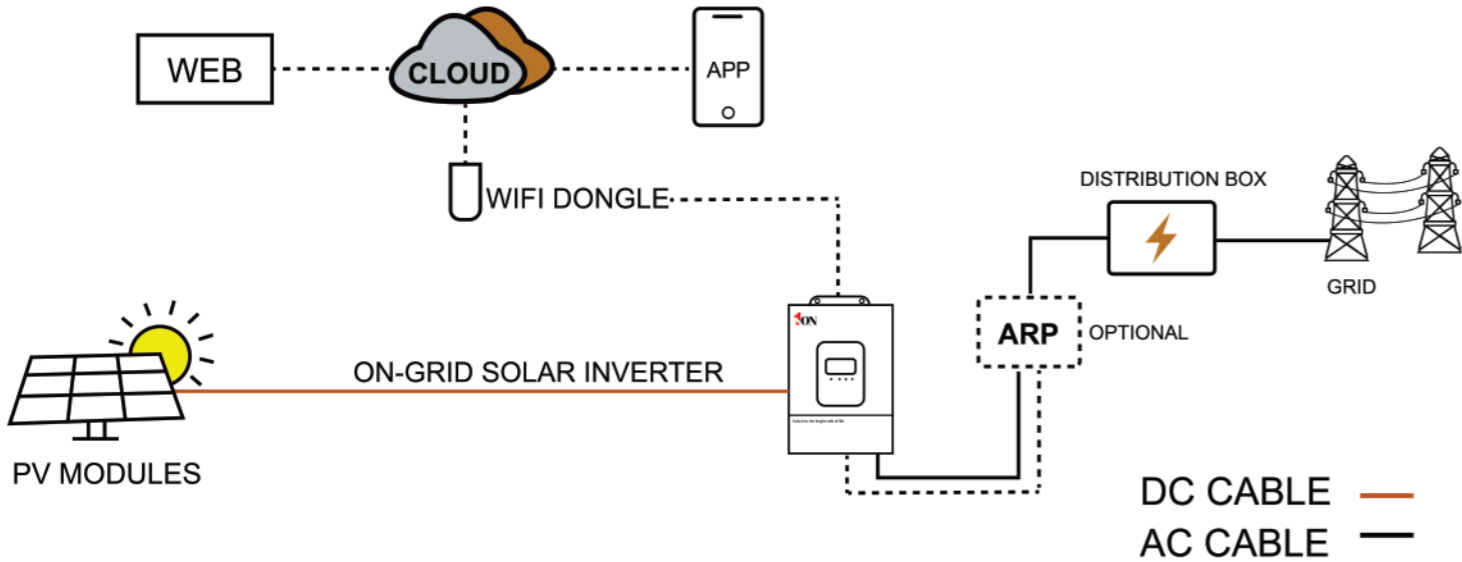 WEB
CLOUD
APP
WIFI DONGLE
DISTRIBUTION BOX
GRID
ON
ARP
OPTIONAL
ON-GRID SOLAR INVERTER
PV MODULES
DC CABLE
AC CABLE